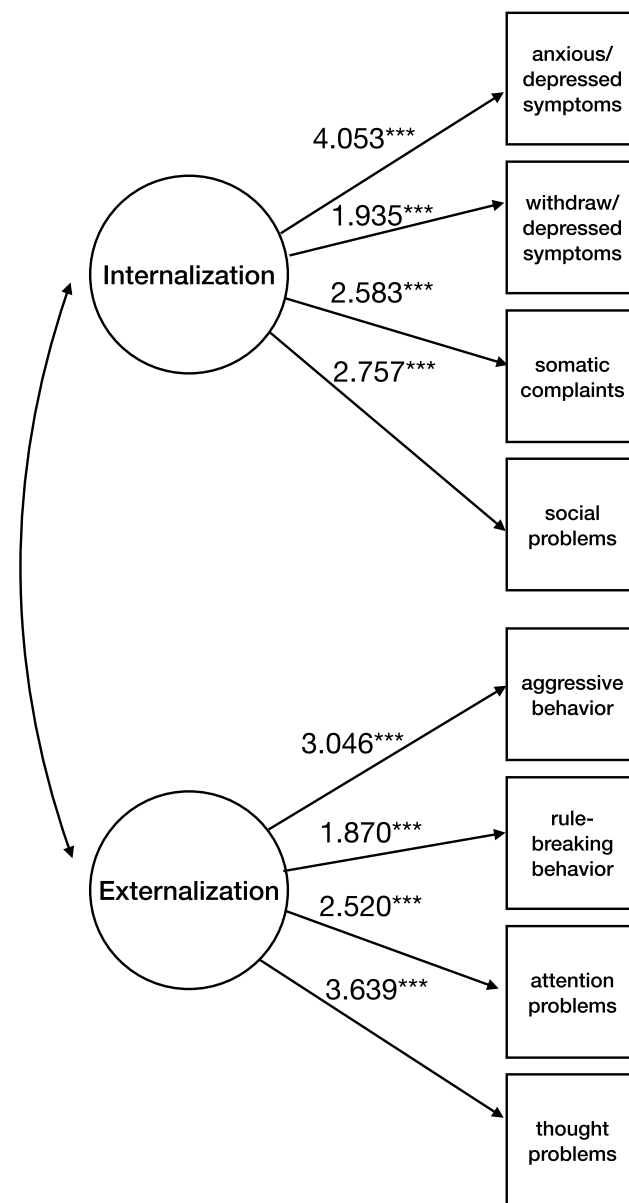 anxious/
depressed
symptoms
4.053***
withdraw/
depressed
symptoms
1.935***
Internalization
2.583***
somatic
complaints
2.757***
social
problems
aggressive
behavior
3.046***
rule-
breaking
behavior
1.870***
Externalization
2.520***
attention
problems
3.639***
thought
problems